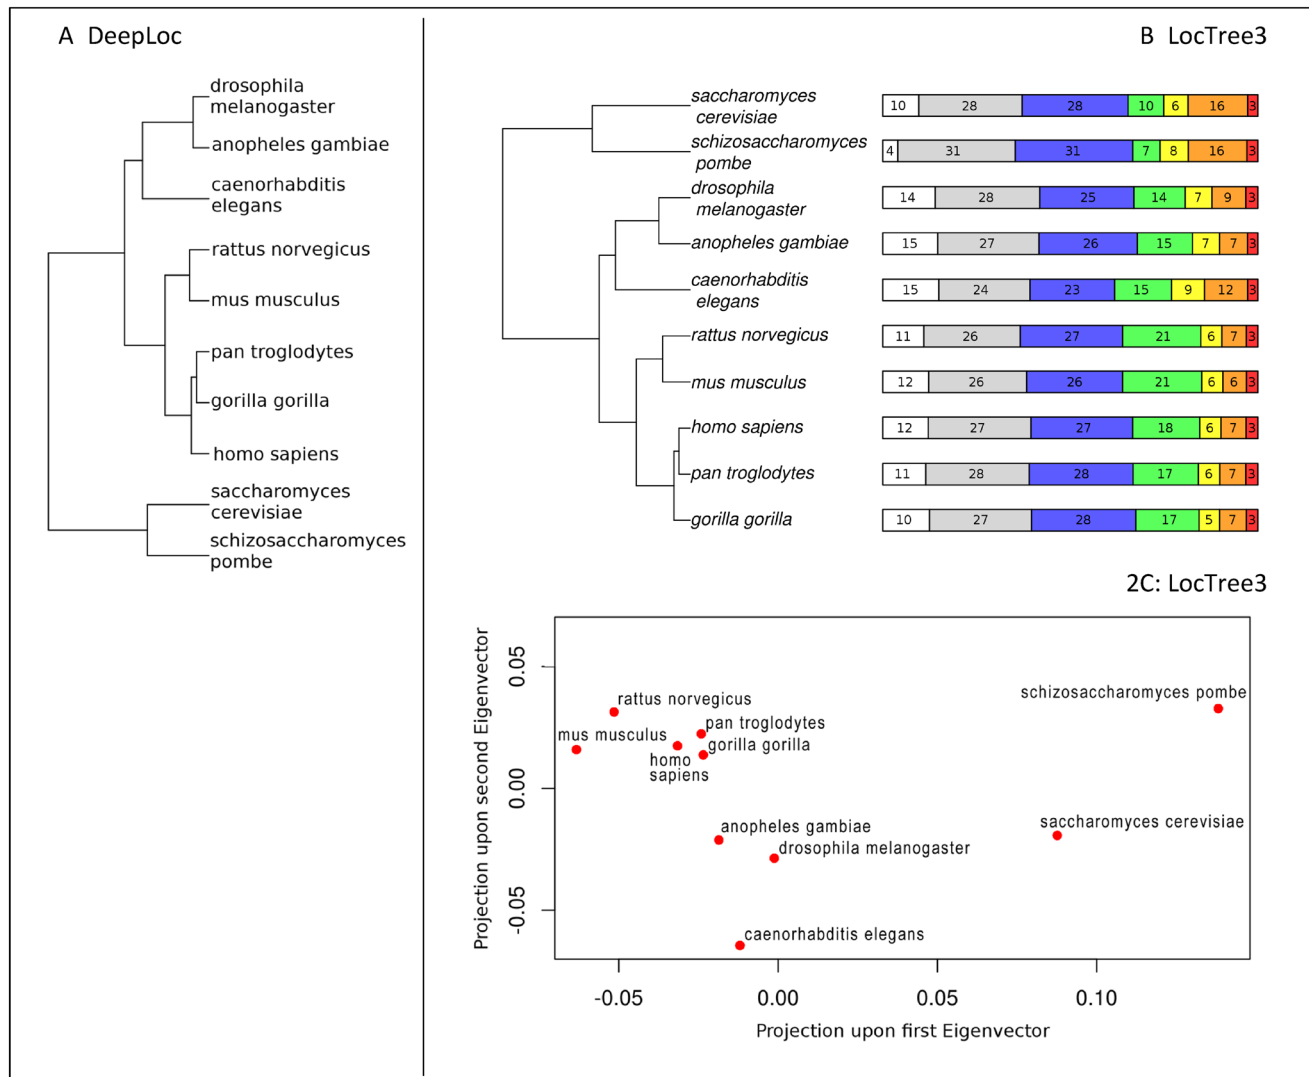 A DeepLoc
drosophila
melanogaster
anopheles gambiae
caenorhabditis
elegans
rattus norvegicus
mus musculus
pan troglodytes
gorilla gorilla
homo sapiens
saccharomyces
cerevisiae
schizosaccharomyces
pombe
B LocTree3
saccharomyces
cerevisiae
10 28 28 10 6 16 3
schizosaccharomyces
pombe
4 31 31 7 8 16 3
drosophila
melanogaster
14 28 25 14 7 9 3
anopheles gambiae
15 27 26 15 7 7 3
caenorhabditis
elegans
15 24 23 15 9 12 3
rattus norvegicus
11 26 27 21 6 7 3
mus musculus
12 26 26 21 6 6 3
homo sapiens
12 27 27 18 6 7 3
pan troglodytes
11 28 28 17 6 7 3
gorilla gorilla
10 27 28 17 5 7 3
2C: LocTree3
Projection upon second Eigenvector
0.05
0.00
-0.05
rattus norvegicus
schizosaccharomyces pombe
mus musculus
pan troglodytes
gorilla gorilla
homo
sapiens
anopheles gambiae
saccharomyces cerevisiae
drosophila melanogaster
caenorhabditis elegans
-0.05 0.00 0.05 0.10
Projection upon first Eigenvector